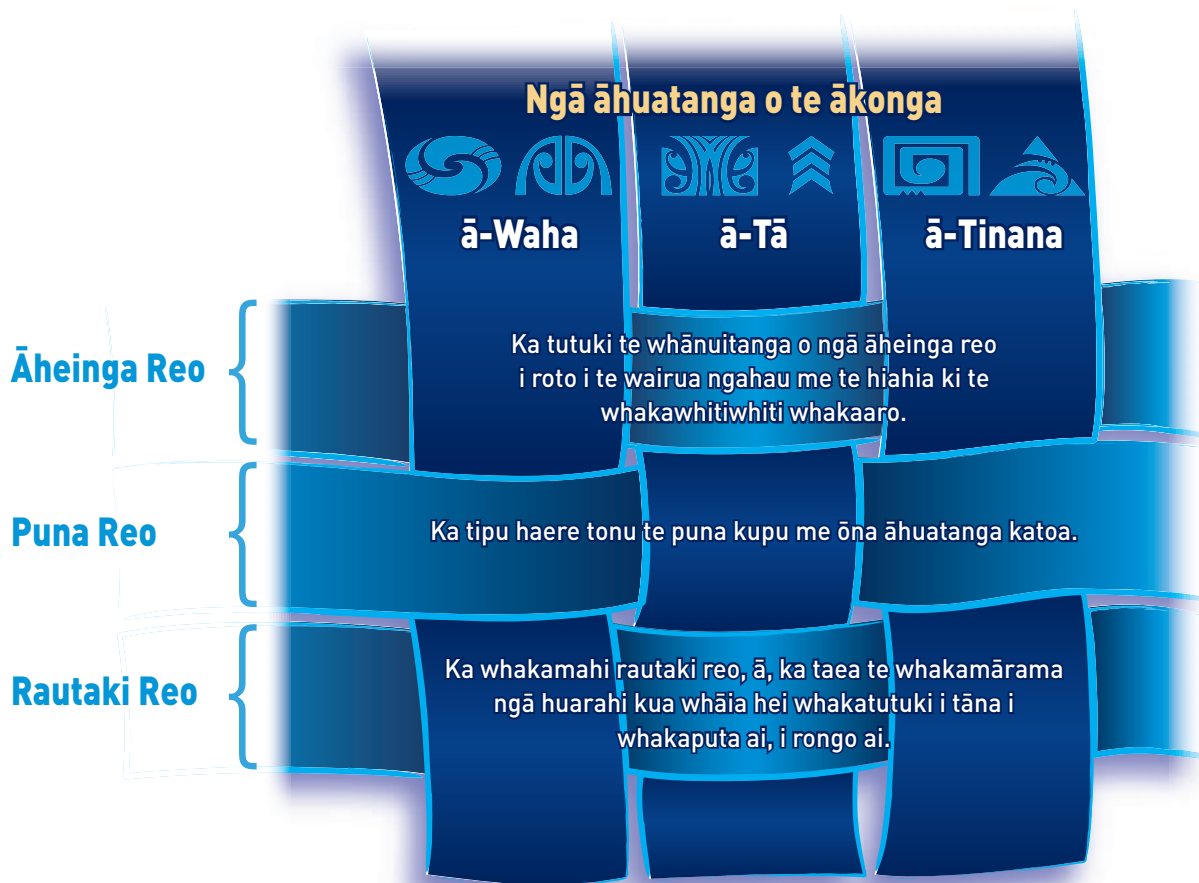 Ngā āhuatanga o te ākonga
ā-Waha
ā-Tā
ā-Tinana
Āheinga Reo
Ka tutuki te whānuitanga o ngā āheinga reo
i roto i te wairua ngahau me te hiahia ki te
whakawhitiwhiti whakaaro.
Puna Reo
Ka tipu haere tonu te puna kupu me ōna āhuatanga katoa.
Rautaki Reo
Ka whakamahi rautaki reo, ā, ka taea te whakamārama
ngā huarahi kua whāia hei whakatutuki i tāna i
whakaputa ai, i rongo ai.